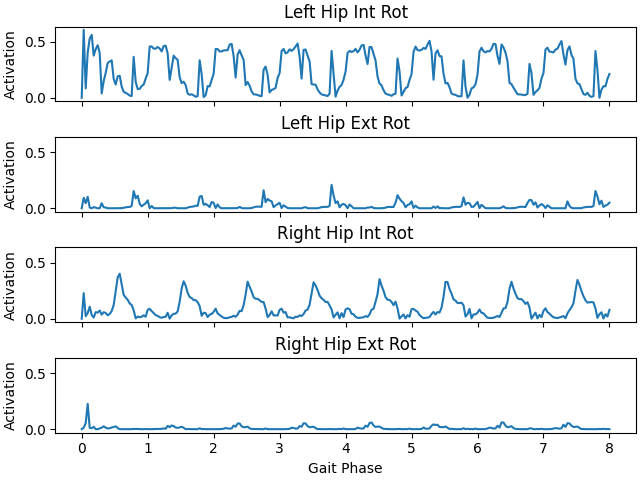 Left Hip Int Rot
Activation
0.5
0.0
Left Hip Ext Rot
Activation
0.5
0.0
Right Hip Int Rot
Activation
0.5
0.0
Right Hip Ext Rot
Activation
0.5
0.0
0 1 2 3 4 5 6 7 8
Gait Phase